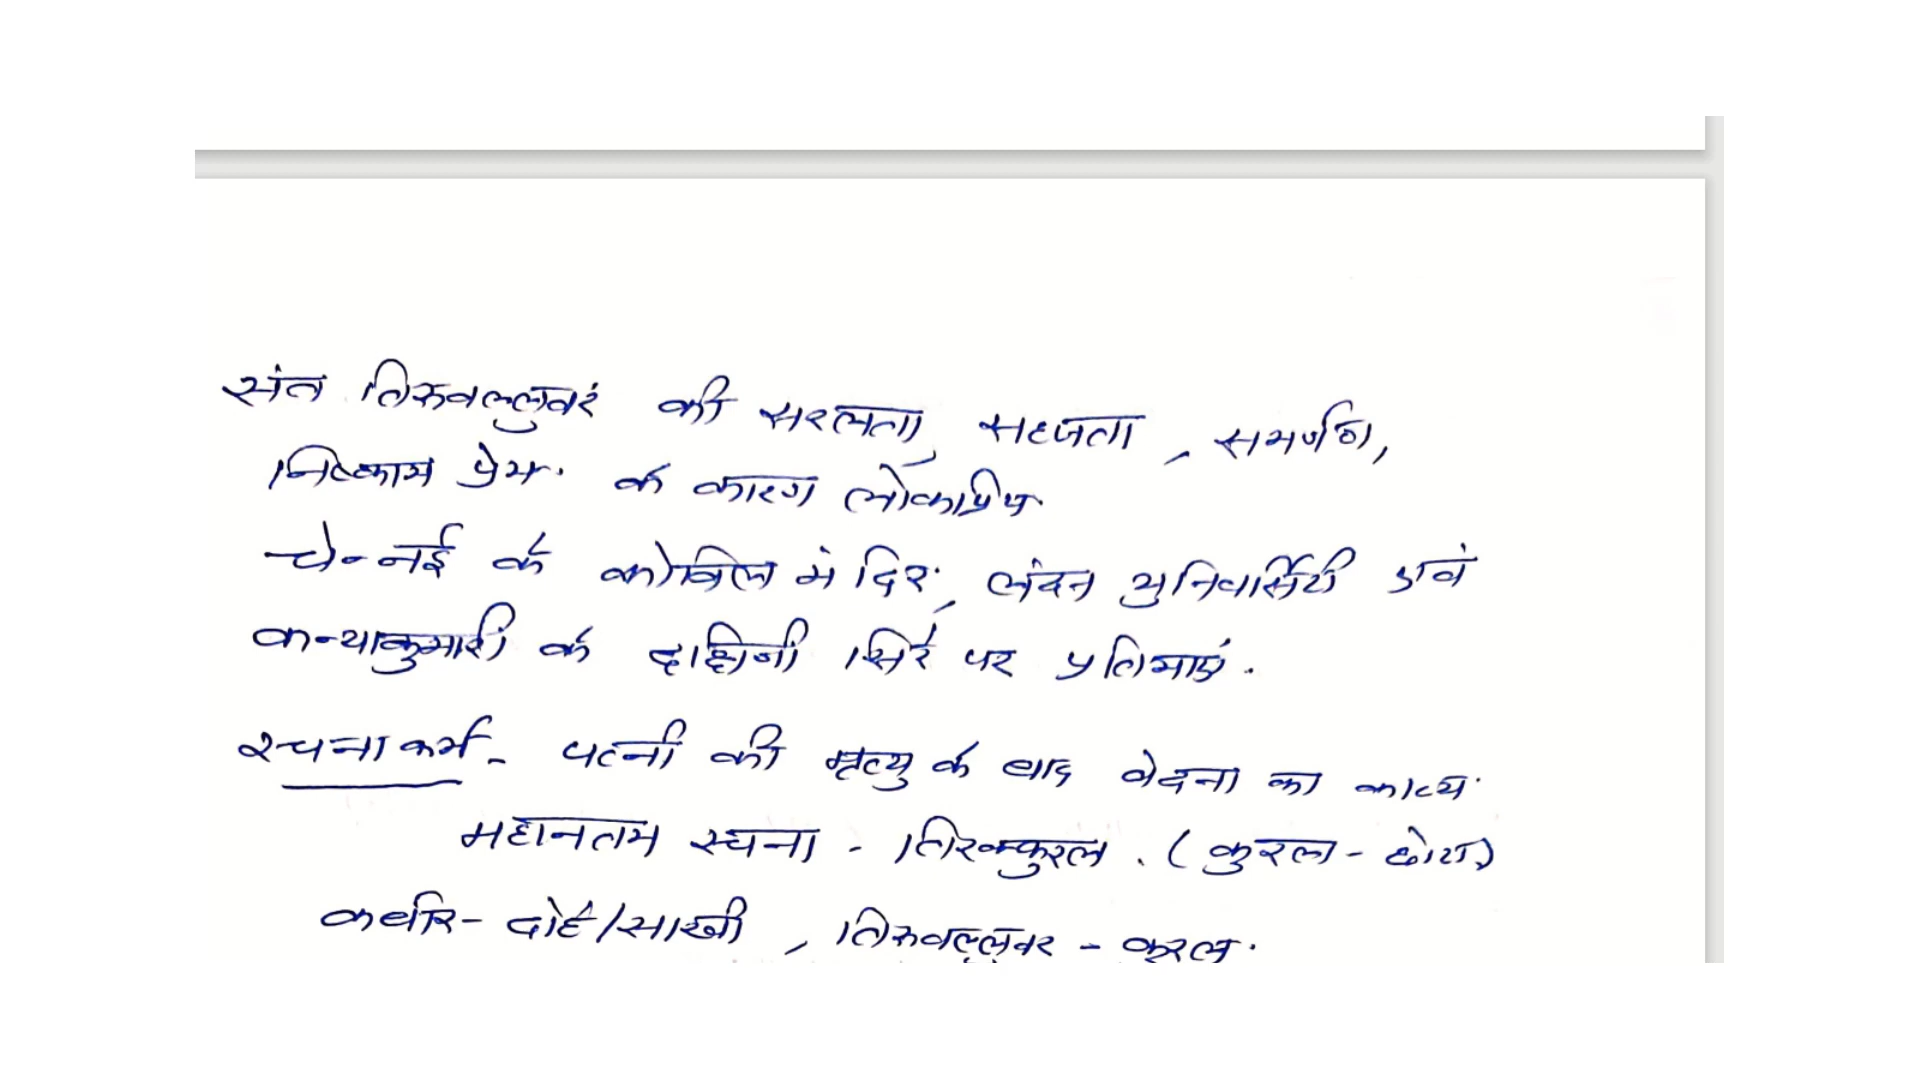 संत तिरुवल्लुवर की सरलता, सहजता, समर्पण,
निष्काम प्रेम के कारण लोकप्रिय
चेन्नई के कोविल मंदिर, लंदन युनिवर्सिटी एवं
कन्याकुमारी के दक्षिणी सिरे पर प्रतिमाएं.
रचनाकर्म - पत्नी की मृत्यु के बाद वेदना का काव्य.
महानतम रचना - तिरुक्कुरल. (कुरल - छोटा)
कबीर - दोहे/साखी, तिरुवल्लुवर - कुरल.